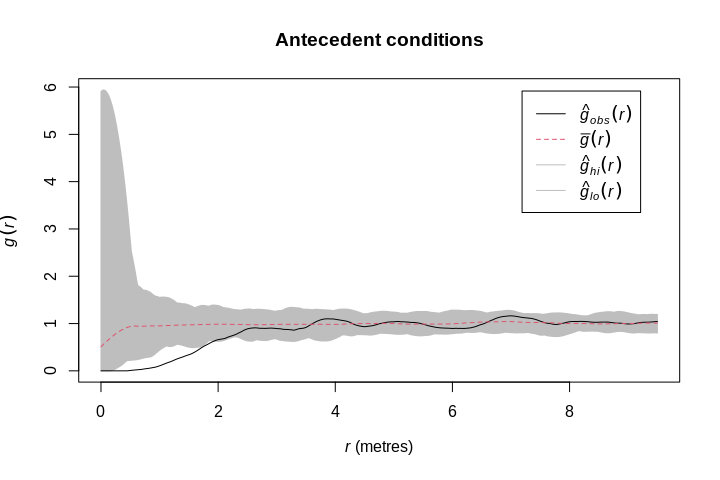 Antecedent conditions
g(r)
6
5
4
3
2
1
0
ĝobs(r)
g̅(r)
ĝhi(r)
ĝlo(r)
0 2 4 6 8
r (metres)